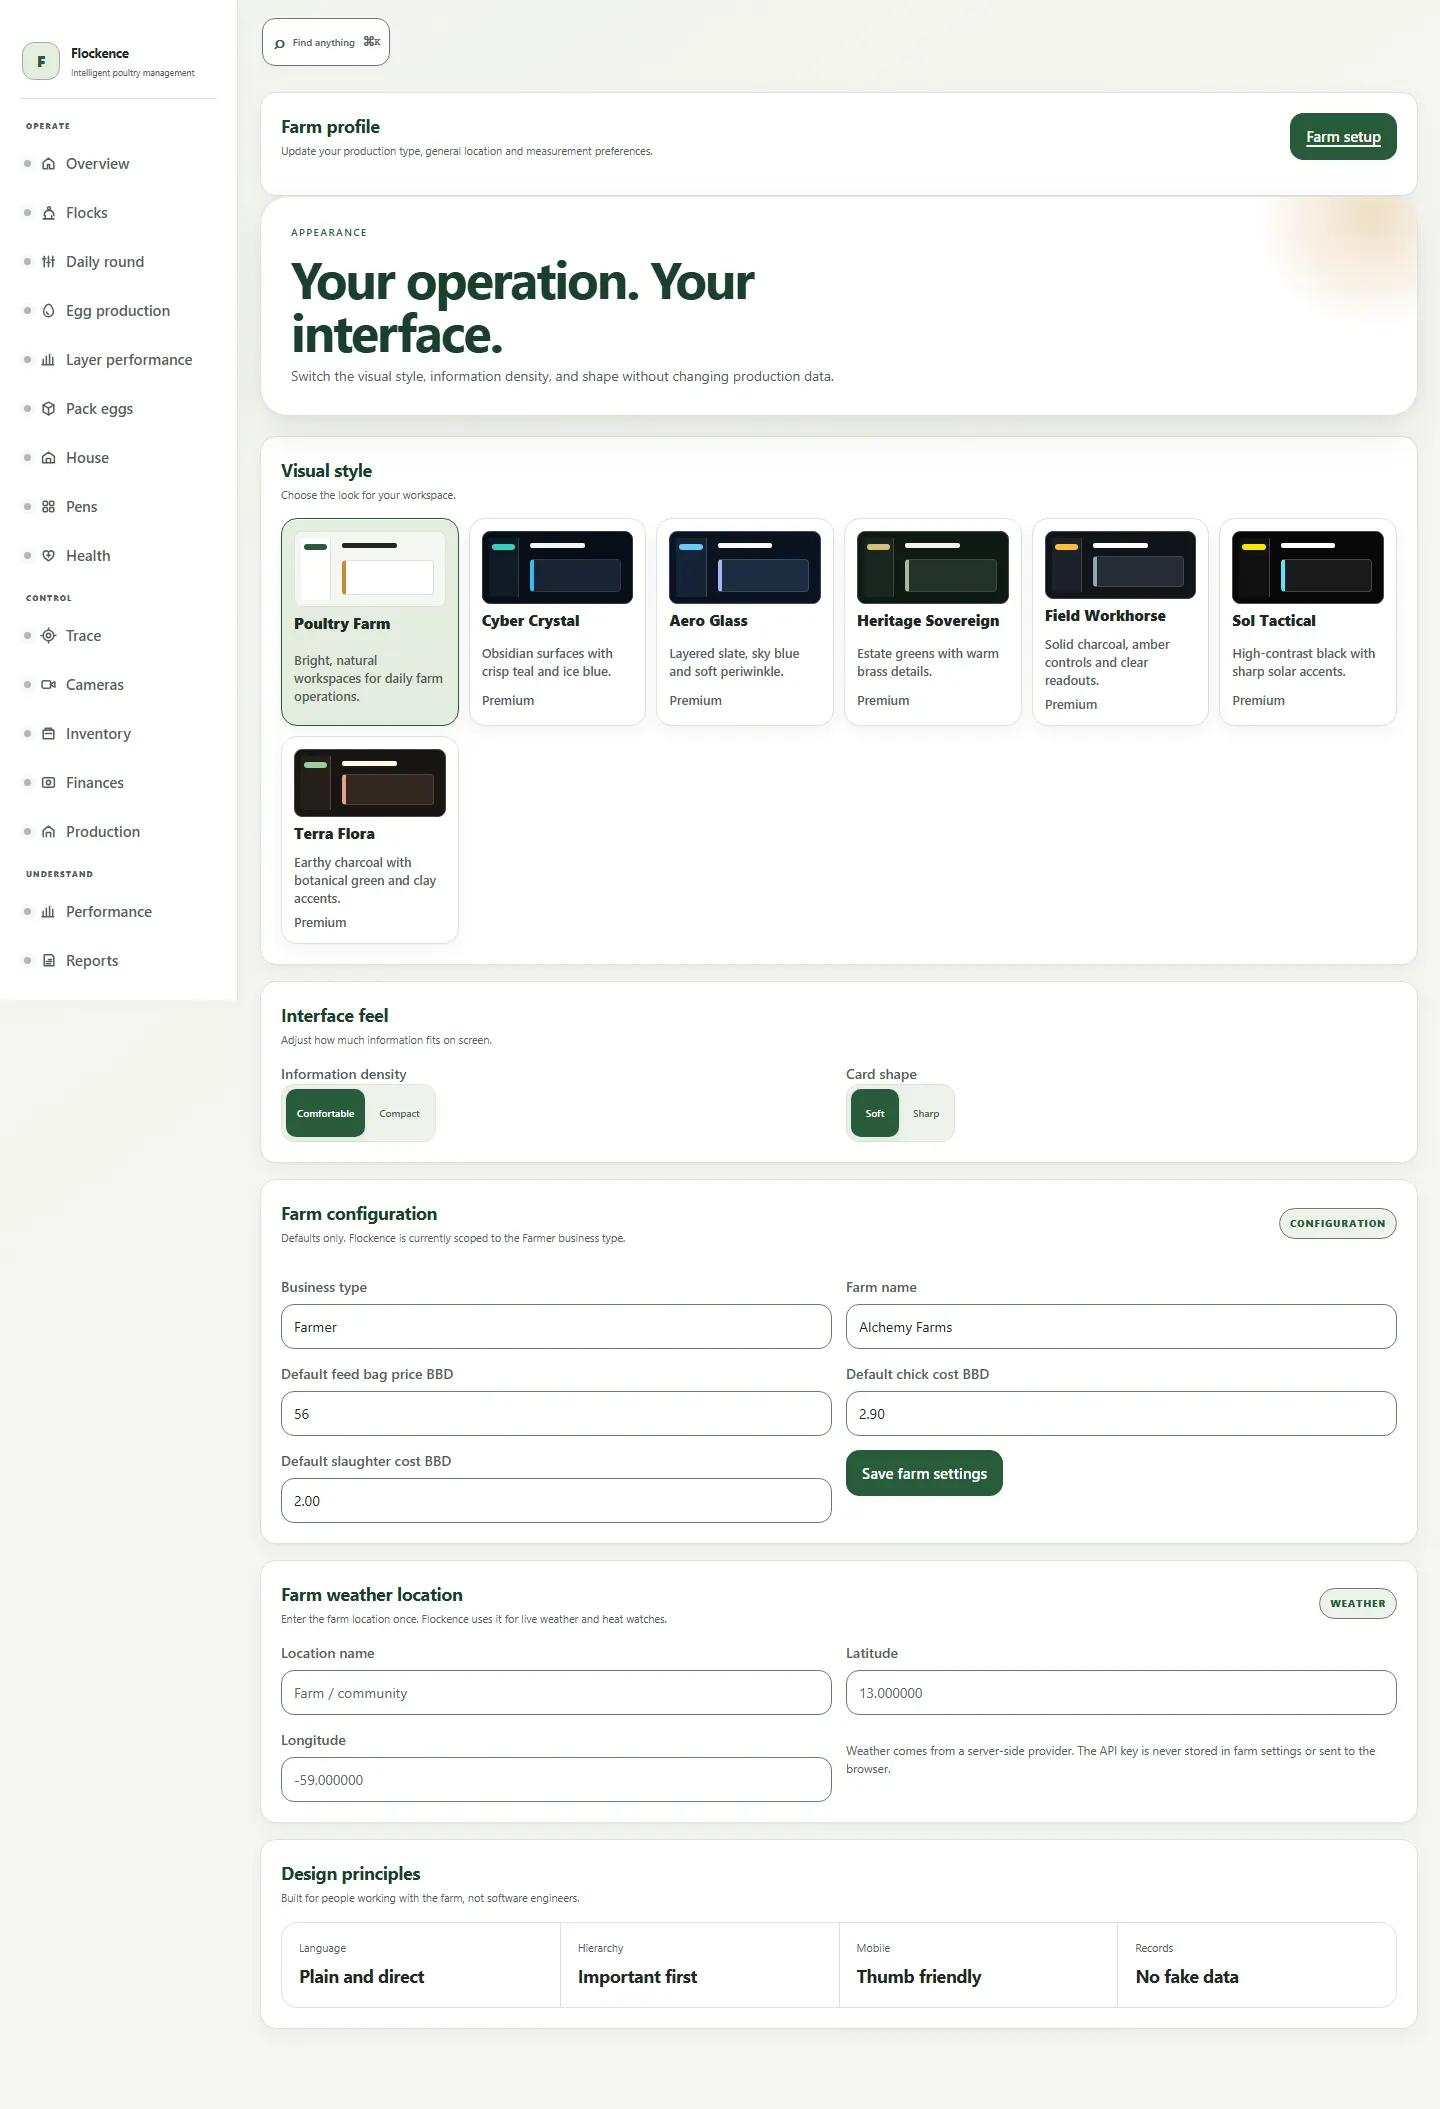 F
Flockence
Intelligent poultry management
OPERATE
Overview
Flocks
Daily round
Egg production
Layer performance
Pack eggs
House
Pens
Health
CONTROL
Trace
Cameras
Inventory
Finances
Production
UNDERSTAND
Performance
Reports
Find anything ⌘K
Farm profile
Update your production type, general location and measurement preferences.
Farm setup
APPEARANCE
Your operation. Your
interface.
Switch the visual style, information density, and shape without changing production data.
Visual style
Choose the look for your workspace.
Poultry Farm
Bright, natural
workspaces for daily farm
operations.
Cyber Crystal
Obsidian surfaces with
crisp teal and ice blue.
Premium
Aero Glass
Layered slate, sky blue
and soft periwinkle.
Premium
Heritage Sovereign
Estate greens with warm
brass details.
Premium
Field Workhorse
Solid charcoal, amber
controls and clear
readouts.
Premium
Sol Tactical
High-contrast black with
sharp solar accents.
Premium
Terra Flora
Earthy charcoal with
botanical green and clay
accents.
Premium
Interface feel
Adjust how much information fits on screen.
Information density
Comfortable Compact
Card shape
Soft Sharp
Farm configuration
Defaults only. Flockence is currently scoped to the Farmer business type.
CONFIGURATION
Business type
Farmer
Farm name
Alchemy Farms
Default feed bag price BBD
56
Default chick cost BBD
2.90
Default slaughter cost BBD
2.00
Save farm settings
Farm weather location
Enter the farm location once. Flockence uses it for live weather and heat watches.
WEATHER
Location name
Farm / community
Latitude
13.000000
Longitude
-59.000000
Weather comes from a server-side provider. The API key is never stored in farm settings or sent to the
browser.
Design principles
Built for people working with the farm, not software engineers.
Language
Plain and direct
Hierarchy
Important first
Mobile
Thumb friendly
Records
No fake data